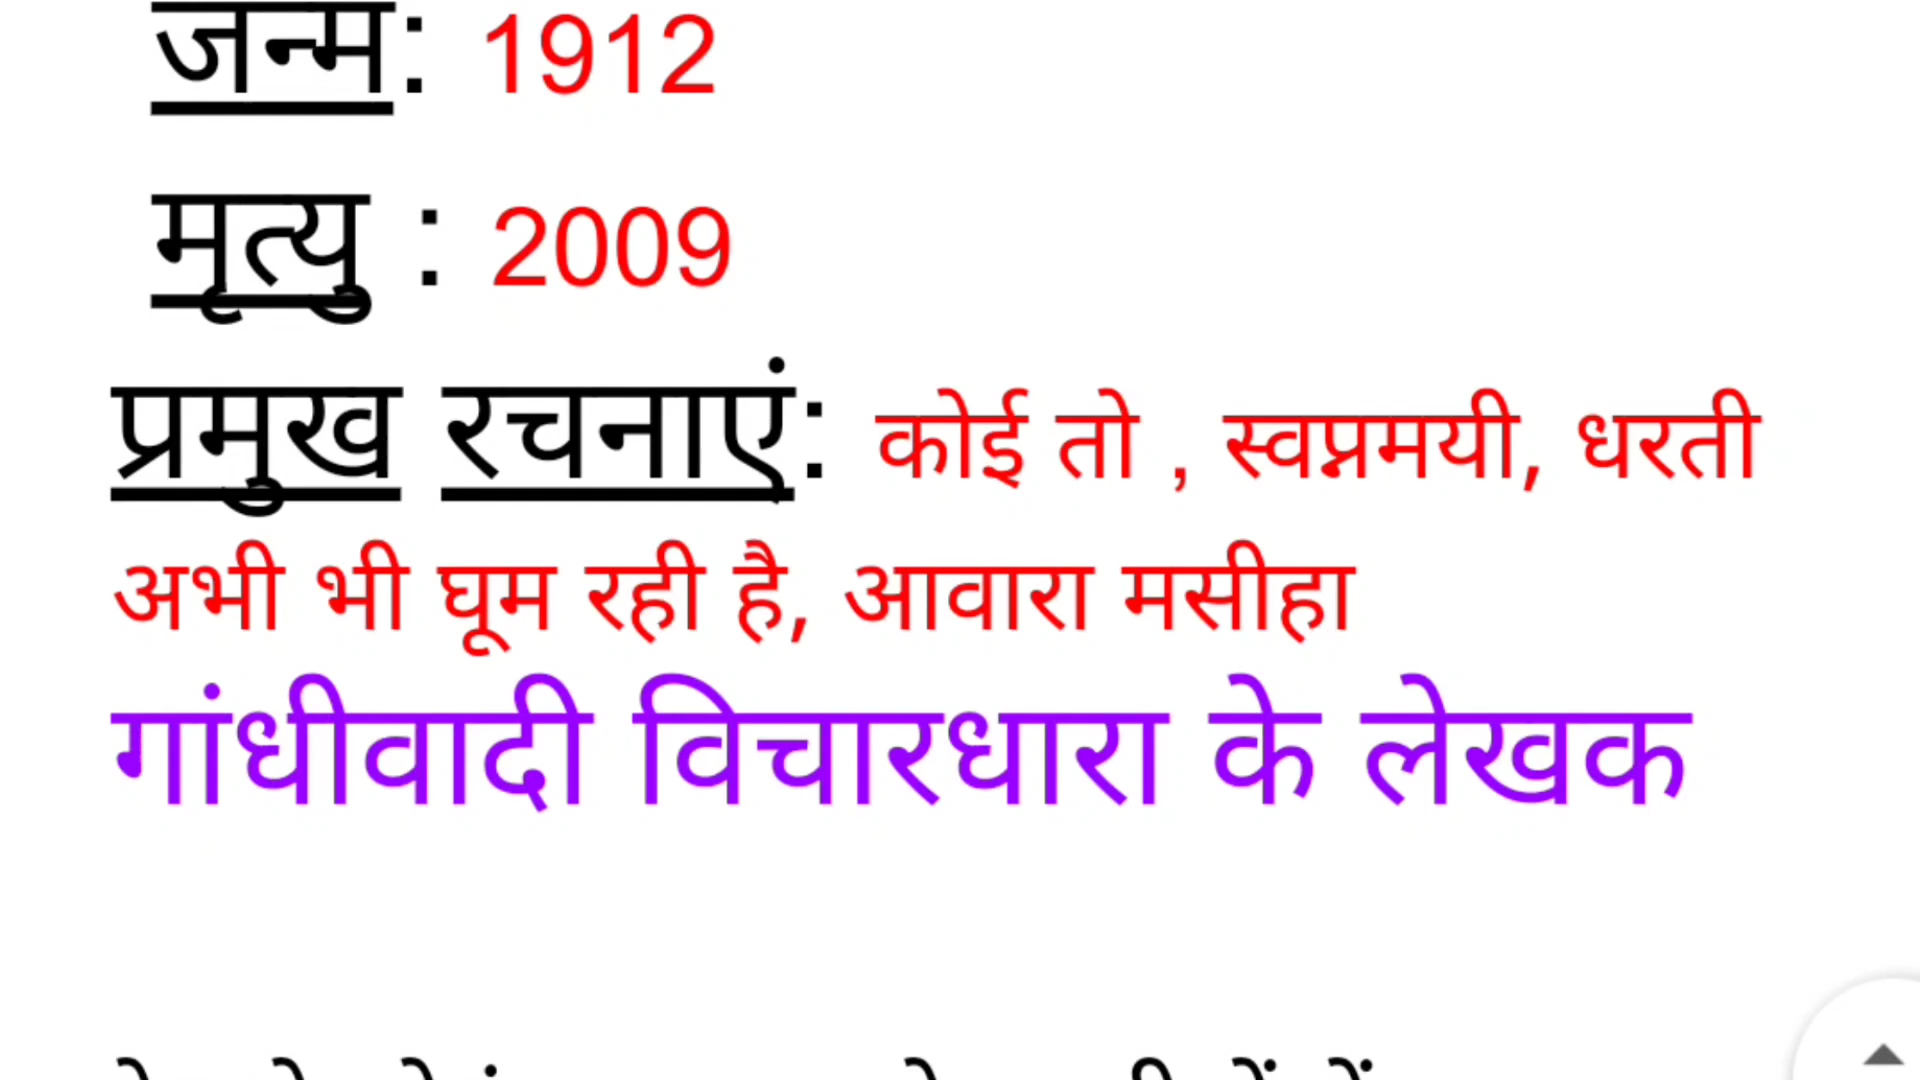 जन्म: 1912
मृत्यु : 2009
प्रमुख रचनाएं: कोई तो , स्वप्नमयी, धरती
अभी भी घूम रही है, आवारा मसीहा
गांधीवादी विचारधारा के लेखक